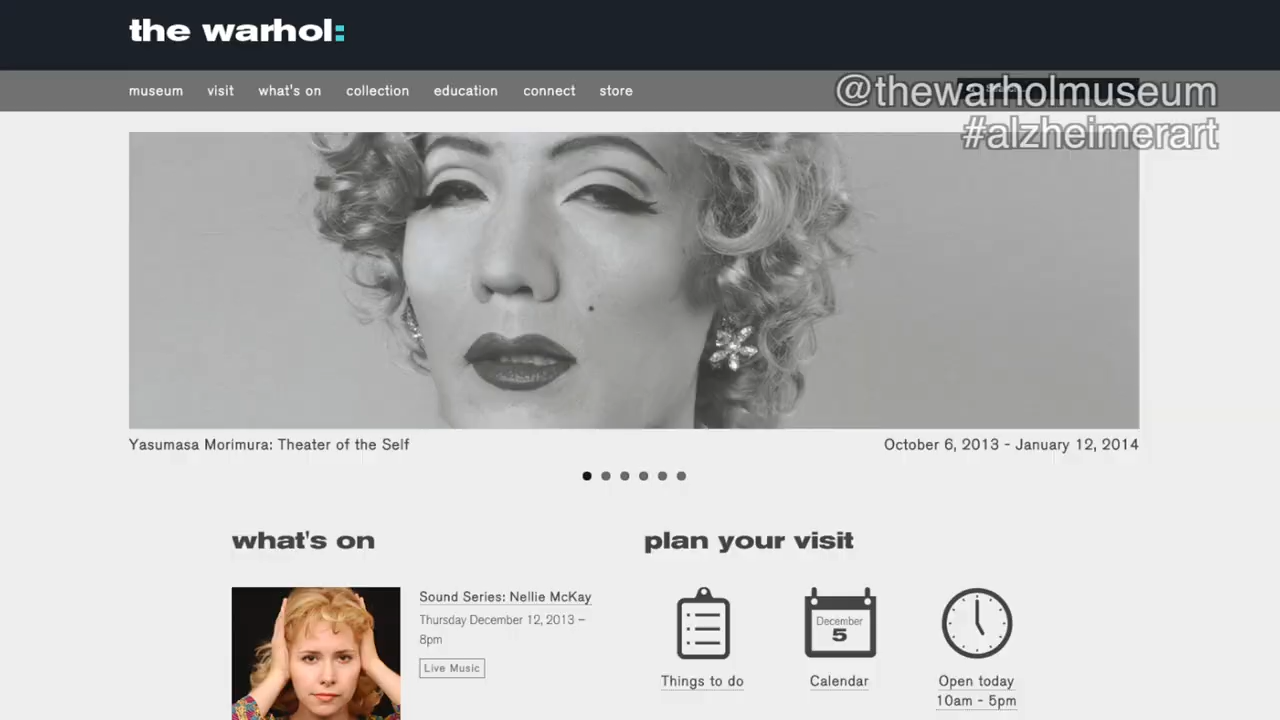 the warhol:
museum visit what's on collection education connect store
@thewarholmuseum
#alzheimerart
Yasumasa Morimura: Theater of the Self
October 6, 2013 - January 12, 2014
what's on
plan your visit
Sound Series: Nellie McKay
Thursday December 12, 2013 –
8pm
Live Music
December
5
Things to do
Calendar
Open today
10am - 5pm